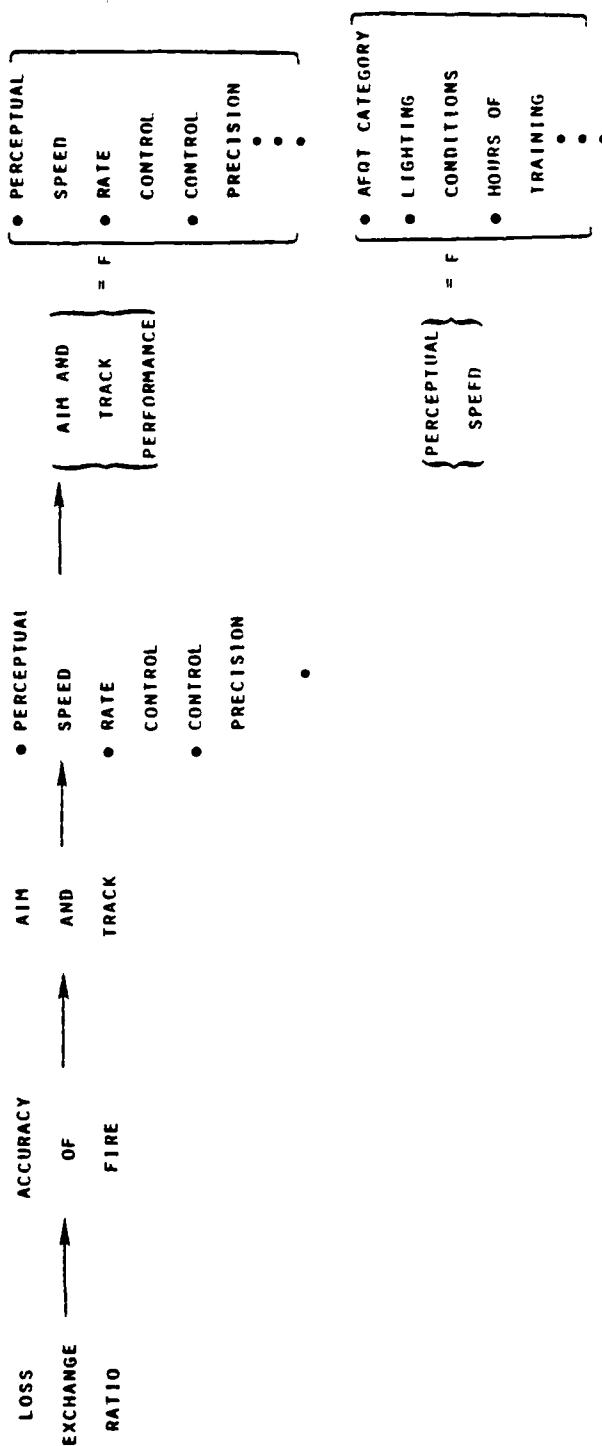 LOSS
EXCHANGE
RATIO
ACCURACY
OF
FIRE
AIM
AND
TRACK
• PERCEPTUAL
SPEED
• RATE
CONTROL
• CONTROL
PRECISION
•
AIM AND
TRACK
PERFORMANCE
= F
• PERCEPTUAL
SPEED
• RATE
CONTROL
• CONTROL
PRECISION
•
•
•
PERCEPTUAL
SPEED
= F
• AFQT CATEGORY
• LIGHTING
CONDITIONS
• HOURS OF
TRAINING
•
•
•